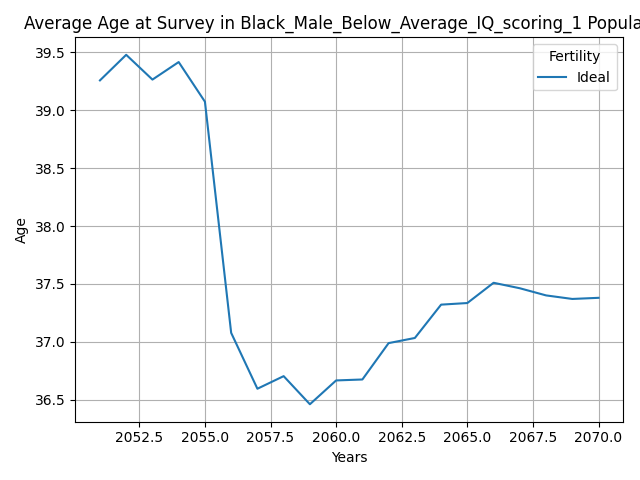 Average Age at Survey in Black_Male_Below_Average_IQ_scoring_1 Popula
39.5
39.0
38.5
38.0
37.5
37.0
36.5
Age
Fertility
Ideal
2052.5 2055.0 2057.5 2060.0 2062.5 2065.0 2067.5 2070.0
Years